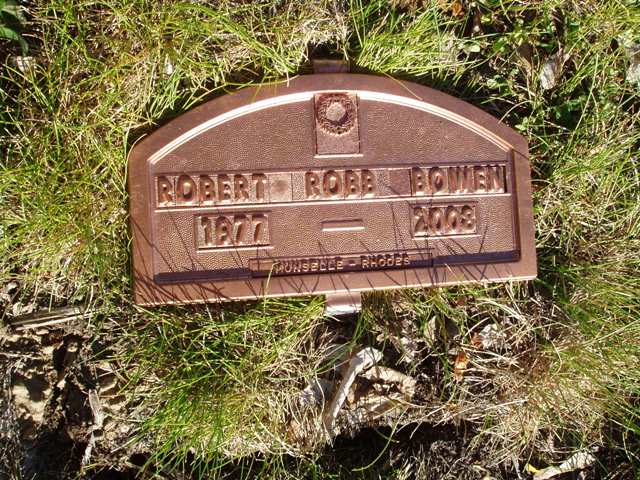 ROBERT ROBB BOWEN
1977 — 2003
MUNSELLE - RHODES